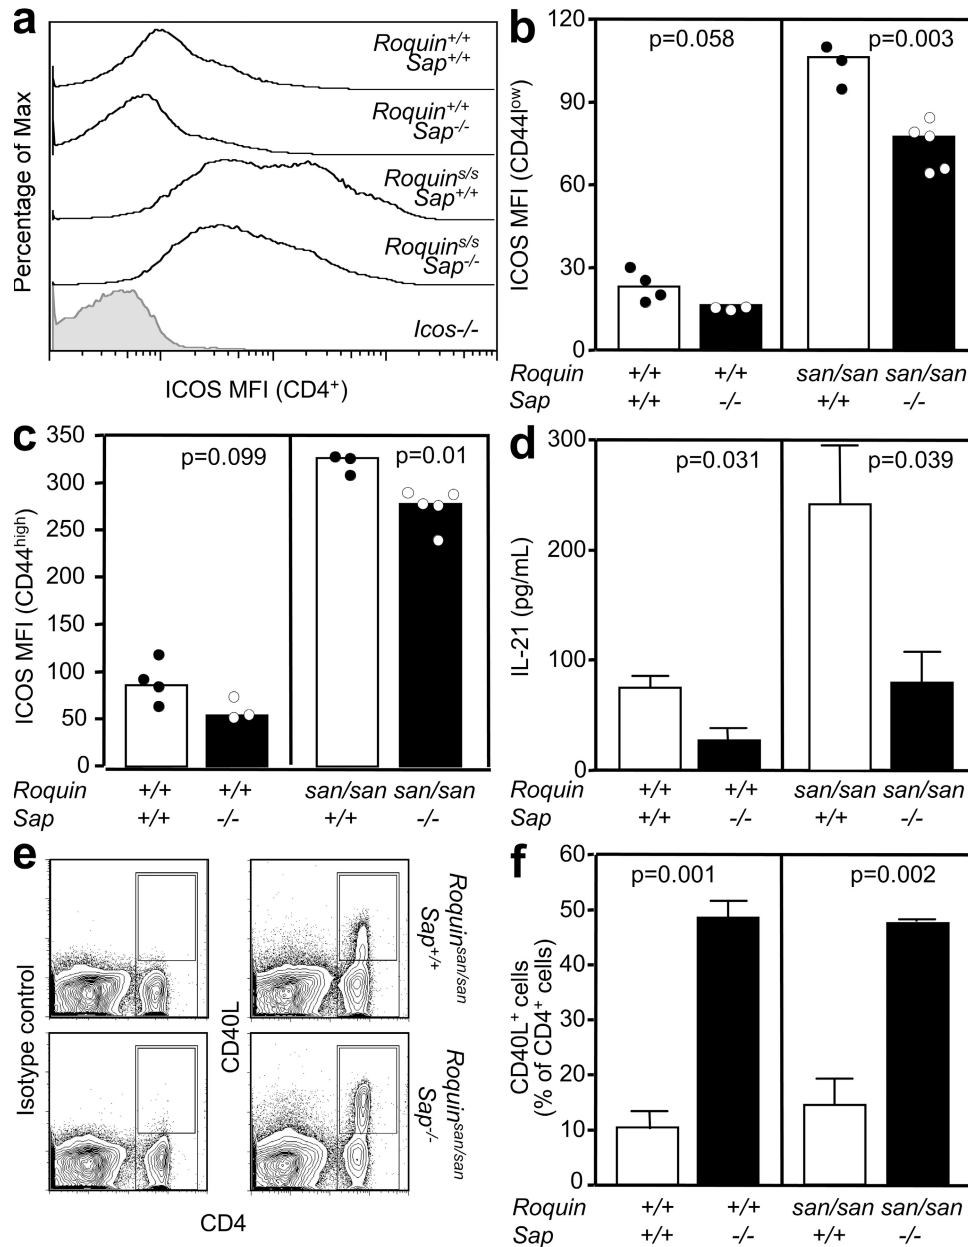 a
Percentage of Max
Roquin+/+
Sap+/+
Roquin+/+
Sap-/-
Roquins/s
Sap+/+
Roquins/s
Sap-/-
Icos-/-
ICOS MFI (CD4+)
b
ICOS MFI (CD44low)
120
90
60
30
0
p=0.058
p=0.003
Roquin +/+ +/+ san/san san/san
Sap +/+ -/- +/+ -/-
c
ICOS MFI (CD44high)
350
300
250
200
150
100
50
0
p=0.099
p=0.01
Roquin +/+ +/+ san/san san/san
Sap +/+ -/- +/+ -/-
d
IL-21 (pg/mL)
300
200
100
0
p=0.031
p=0.039
Roquin +/+ +/+ san/san san/san
Sap +/+ -/- +/+ -/-
e
Isotype control
CD40L
Roquinsan/san
Sap+/+
Roquinsan/san
Sap-/-
CD4
f
CD40L+ cells
(% of CD4+ cells)
60
50
40
30
20
10
0
p=0.001
p=0.002
Roquin +/+ +/+ san/san san/san
Sap +/+ -/- +/+ -/-